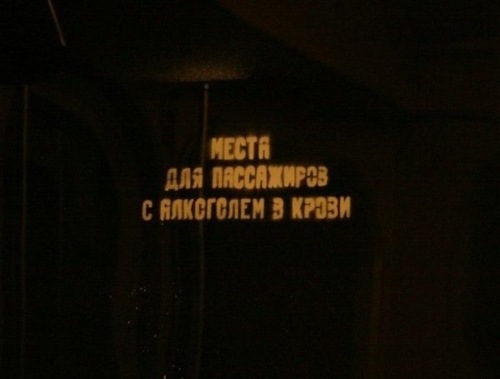 МЕСТА
ДЛЯ ПАССАЖИРОВ
С АЛКОГОЛЕМ В КРОВИ